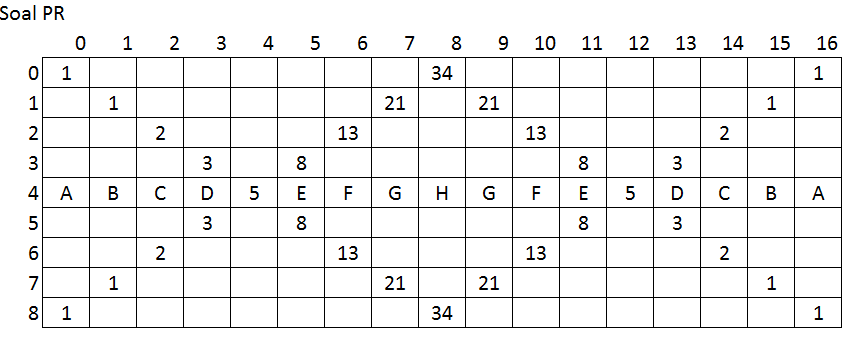 Soal PR
0 1 2 3 4 5 6 7 8 9 10 11 12 13 14 15 16
0 1 34 1
1 1 21 21 1
2 2 13 13 2
3 3 8 8 3
4 A B C D 5 E F G H G F E 5 D C B A
5 3 8 8 3
6 2 13 13 2
7 1 21 21 1
8 1 34 1